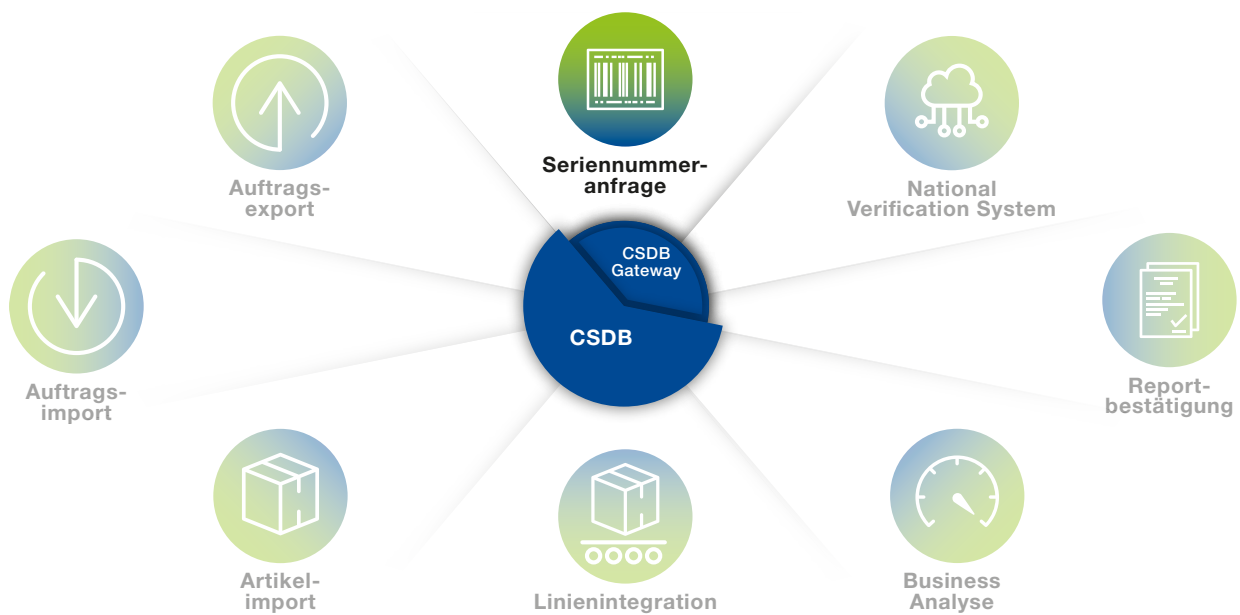 Seriennummer-
anfrage
Auftrags-
export
National
Verification System
CSDB
Gateway
CSDB
Auftrags-
import
Report-
bestätigung
Artikel-
import
Linienintegration
Business
Analyse